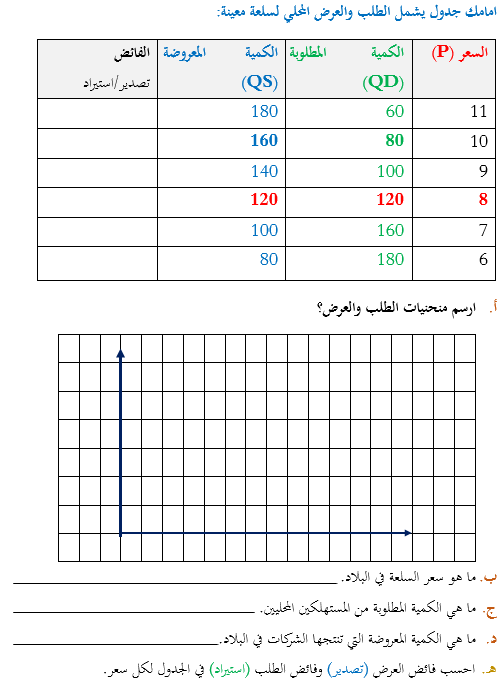 امامك جدول يشمل الطلب والعرض المحلي لسلعة معينة:
السعر (P) الكمية المطلوبة (QD) الكمية المعروضة (QS) الفائض تصدير/استيراد
11 60 180
10 80 160
9 100 140
8 120 120
7 160 100
6 180 80
أ. ارسم منحنيات الطلب والعرض؟
ب. ما هو سعر السلعة في البلاد. ______________________
ج. ما هي الكمية المطلوبة من المستهلكين المحليين. ______________________
د. ما هي الكمية المعروضة التي تنتجها الشركات في البلاد. ______________________
هـ. احسب فائض العرض (تصدير) وفائض الطلب (استيراد) في الجدول لكل سعر.